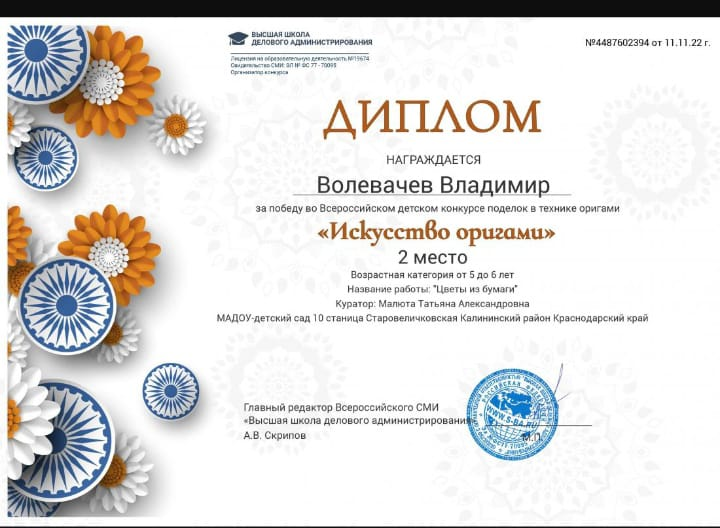 ВЫСШАЯ ШКОЛА
ДЕЛОВОГО АДМИНИСТРИРОВАНИЯ
Лицензия на образовательную деятельность №19674
Свидетельство СМИ: ЭЛ № ФС 77 - 70095
Организатор конкурса
№4487602394 от 11.11.22 г.
ДИПЛОМ
НАГРАЖДАЕТСЯ
Волевачев Владимир
за победу во Всероссийском детском конкурсе поделок в технике оригами
«Искусство оригами»
2 место
Возрастная категория от 5 до 6 лет
Название работы: "Цветы из бумаги"
Куратор: Малюта Татьяна Александровна
МАДОУ-детский сад 10 станица Старовеличковская Калининский район Краснодарский край
Главный редактор Всероссийского СМИ
«Высшая школа делового администрирования»
А.В. Скрипов
WWW.S-BA.RU
М.П.